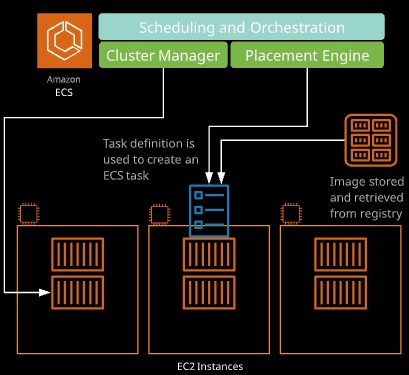 Scheduling and Orchestration
Cluster Manager
Placement Engine
Amazon
ECS
Task definition is
used to create an
ECS task
Image stored
and retrieved
from registry
EC2 Instances